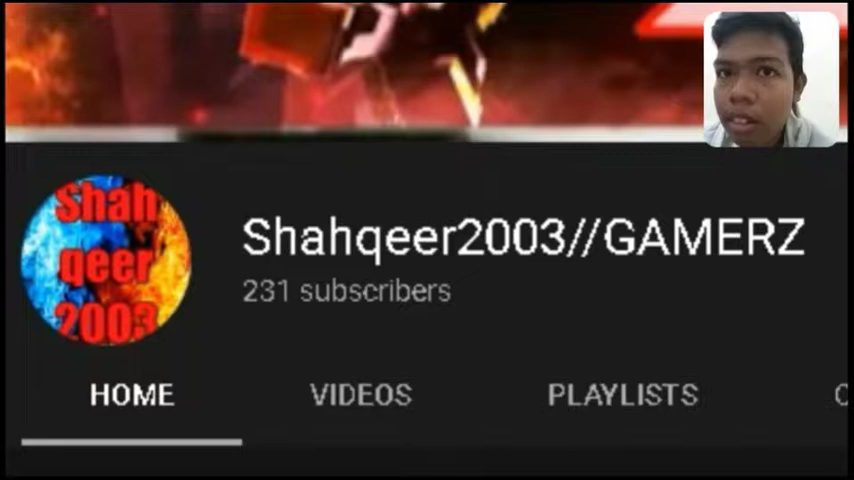 Shah
qeer
2003
Shahqeer2003//GAMERZ
231 subscribers
HOME
VIDEOS
PLAYLISTS